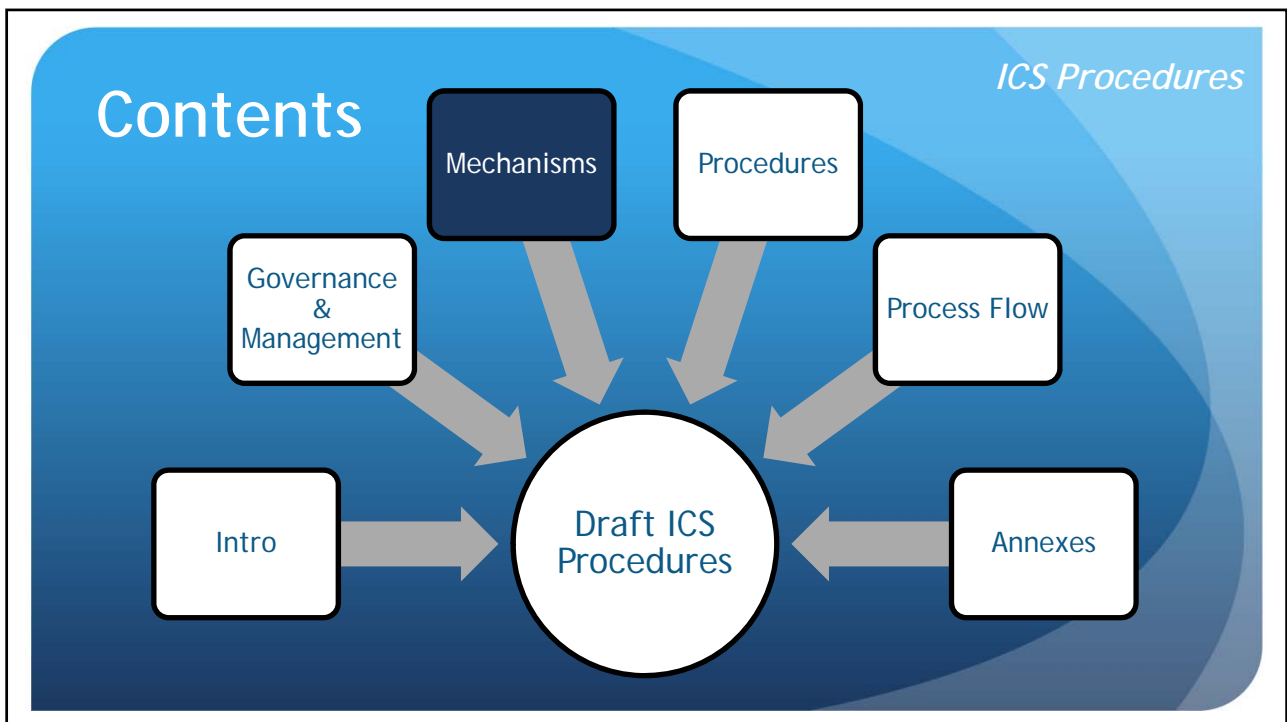 ICS Procedures
Contents
Mechanisms
Procedures
Governance
&
Management
Process Flow
Intro
Draft ICS
Procedures
Annexes